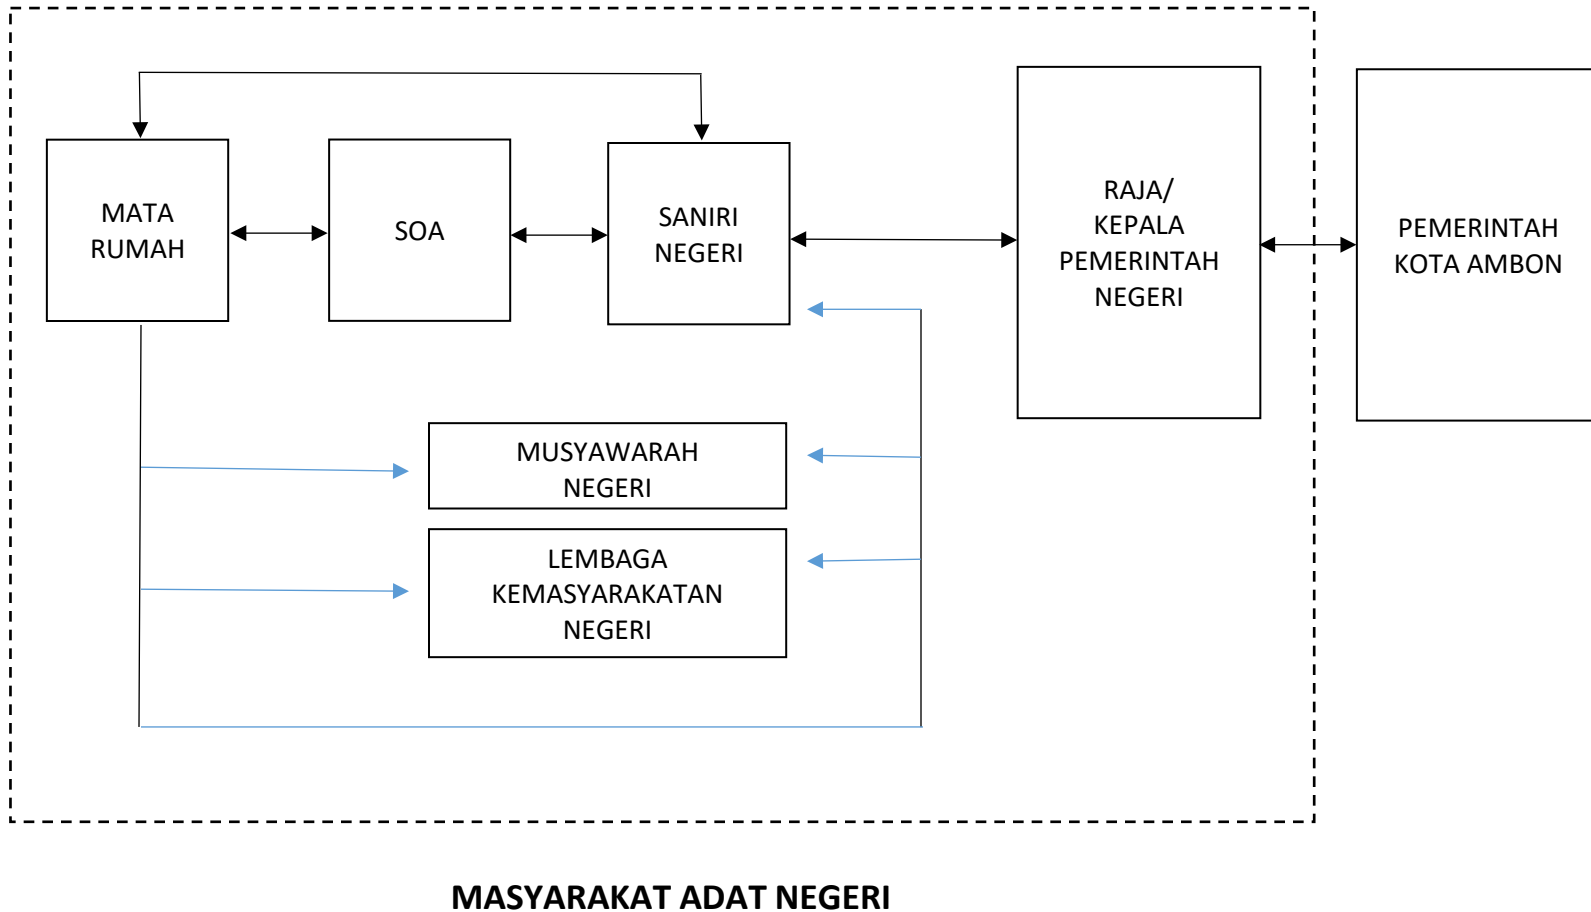 MATA
RUMAH
SOA
SANIRI
NEGERI
RAJA/
KEPALA
PEMERINTAH
NEGERI
PEMERINTAH
KOTA AMBON
MUSYAWARAH
NEGERI
LEMBAGA
KEMASYARAKATAN
NEGERI
MASYARAKAT ADAT NEGERI